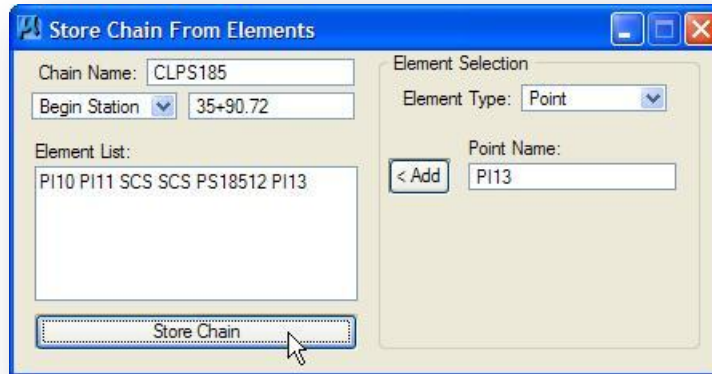 Store Chain From Elements
Chain Name: CLPS185
Begin Station 35+90.72
Element List:
PI10 PI11 SCS SCS PS18512 PI13
Store Chain
Element Selection
Element Type: Point
Point Name:
< Add PI13